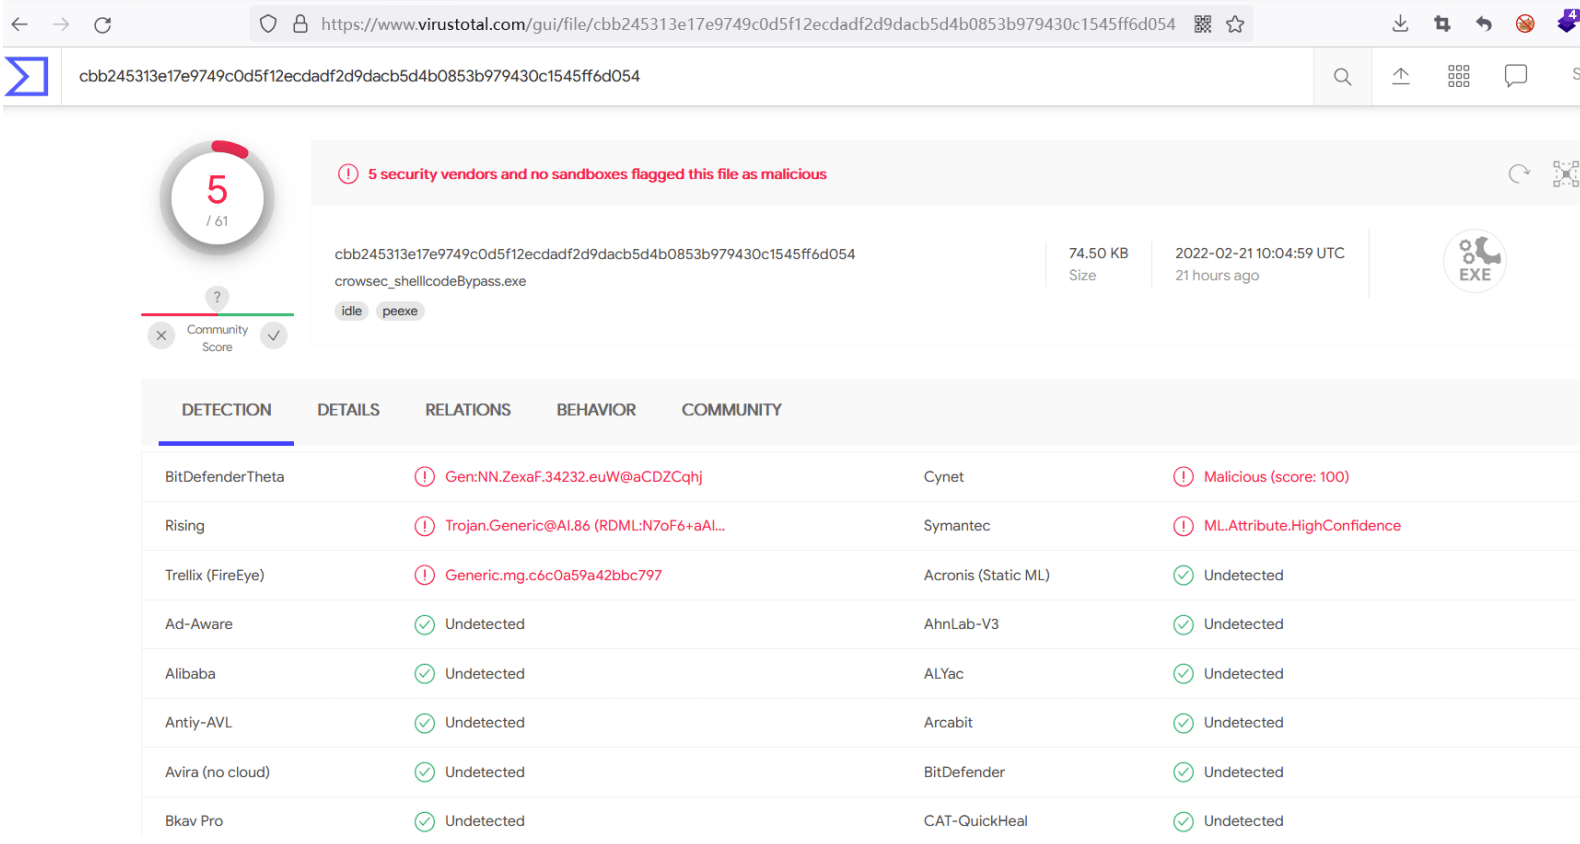 https://www.virustotal.com/gui/file/cbb245313e17e9749c0d5f12ecdadf2d9dacb5d4b0853b979430c1545ff6d054
4
cbb245313e17e9749c0d5f12ecdadf2d9dacb5d4b0853b979430c1545ff6d054
5
/ 61
5 security vendors and no sandboxes flagged this file as malicious
cbb245313e17e9749c0d5f12ecdadf2d9dacb5d4b0853b979430c1545ff6d054
crowsec_shelllcodeBypass.exe
idle peexe
74.50 KB
Size
2022-02-21 10:04:59 UTC
21 hours ago
EXE
?
Community
Score
DETECTION DETAILS RELATIONS BEHAVIOR COMMUNITY
BitDefenderTheta Gen:NN.ZexaF.34232.euW@aCDZCqhj Cynet Malicious (score: 100)
Rising Trojan.Generic@AI.86 (RDML:N7oF6+aAI... Symantec ML.Attribute.HighConfidence
Trellix (FireEye) Generic.mg.c6c0a59a42bbc797 Acronis (Static ML) Undetected
Ad-Aware Undetected AhnLab-V3 Undetected
Alibaba Undetected ALYac Undetected
Antiy-AVL Undetected Arcabit Undetected
Avira (no cloud) Undetected BitDefender Undetected
Bkav Pro Undetected CAT-QuickHeal Undetected